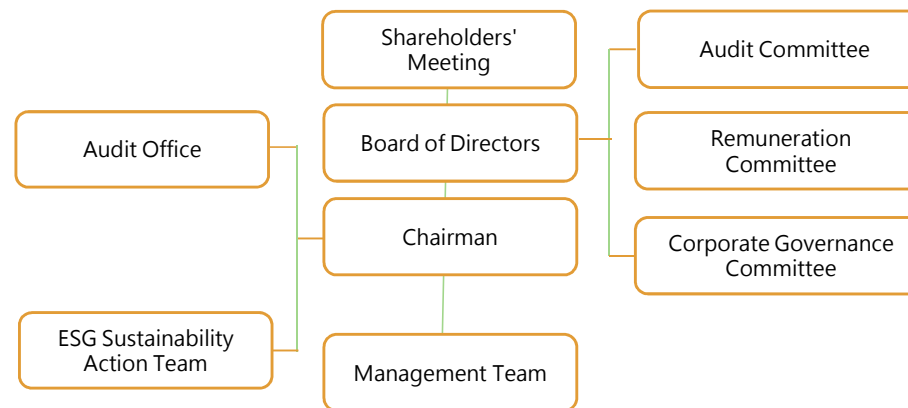 Shareholders'
Meeting
Audit Committee
Audit Office
Board of Directors
Remuneration
Committee
Chairman
Corporate Governance
Committee
ESG Sustainability
Action Team
Management Team